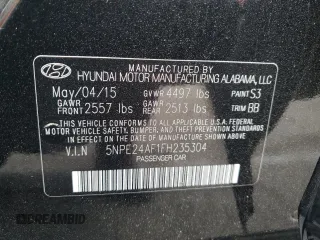 MANUFACTURED BY
HYUNDAI MOTOR MANUFACTURING ALABAMA, LLC
May/04/15 GVWR 4497 lbs PAINT S3
GAWR FRONT 2557 lbs GAWR REAR 2513 lbs TRIM BB
THIS VEHICLE CONFORMS TO ALL APPLICABLE U.S.A. FEDERAL
MOTOR VEHICLE SAFETY, BUMPER, AND THEFT PREVENTION STANDARDS
IN EFFECT ON THE DATE OF MANUFACTURE SHOWN ABOVE.
V.I.N 5NPE24AF1FH235304
PASSENGER CAR
AUTOBIDMASTER